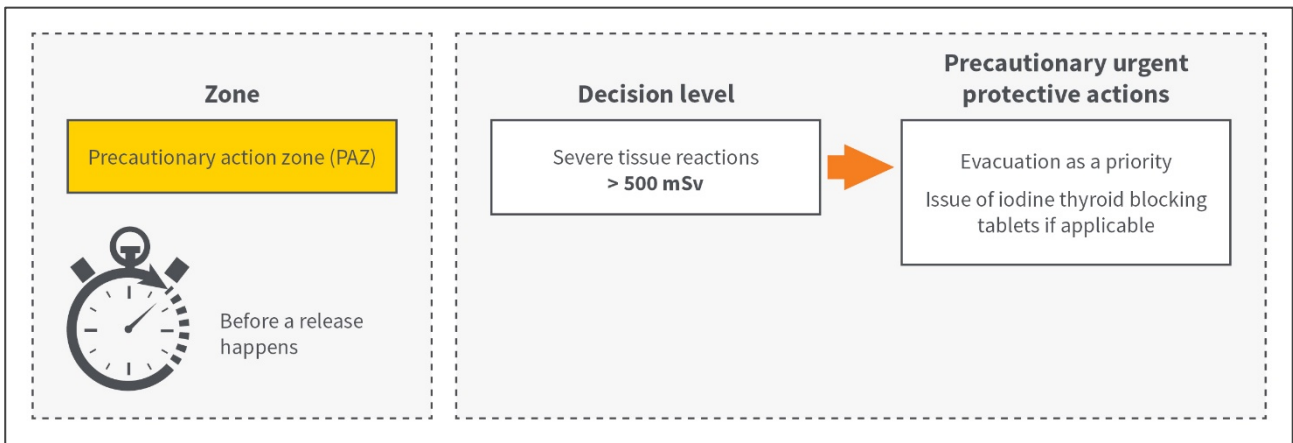 Zone
Precautionary action zone (PAZ)
Before a release
happens
Decision level
Severe tissue reactions
> 500 mSv
Precautionary urgent
protective actions
Evacuation as a priority
Issue of iodine thyroid blocking
tablets if applicable